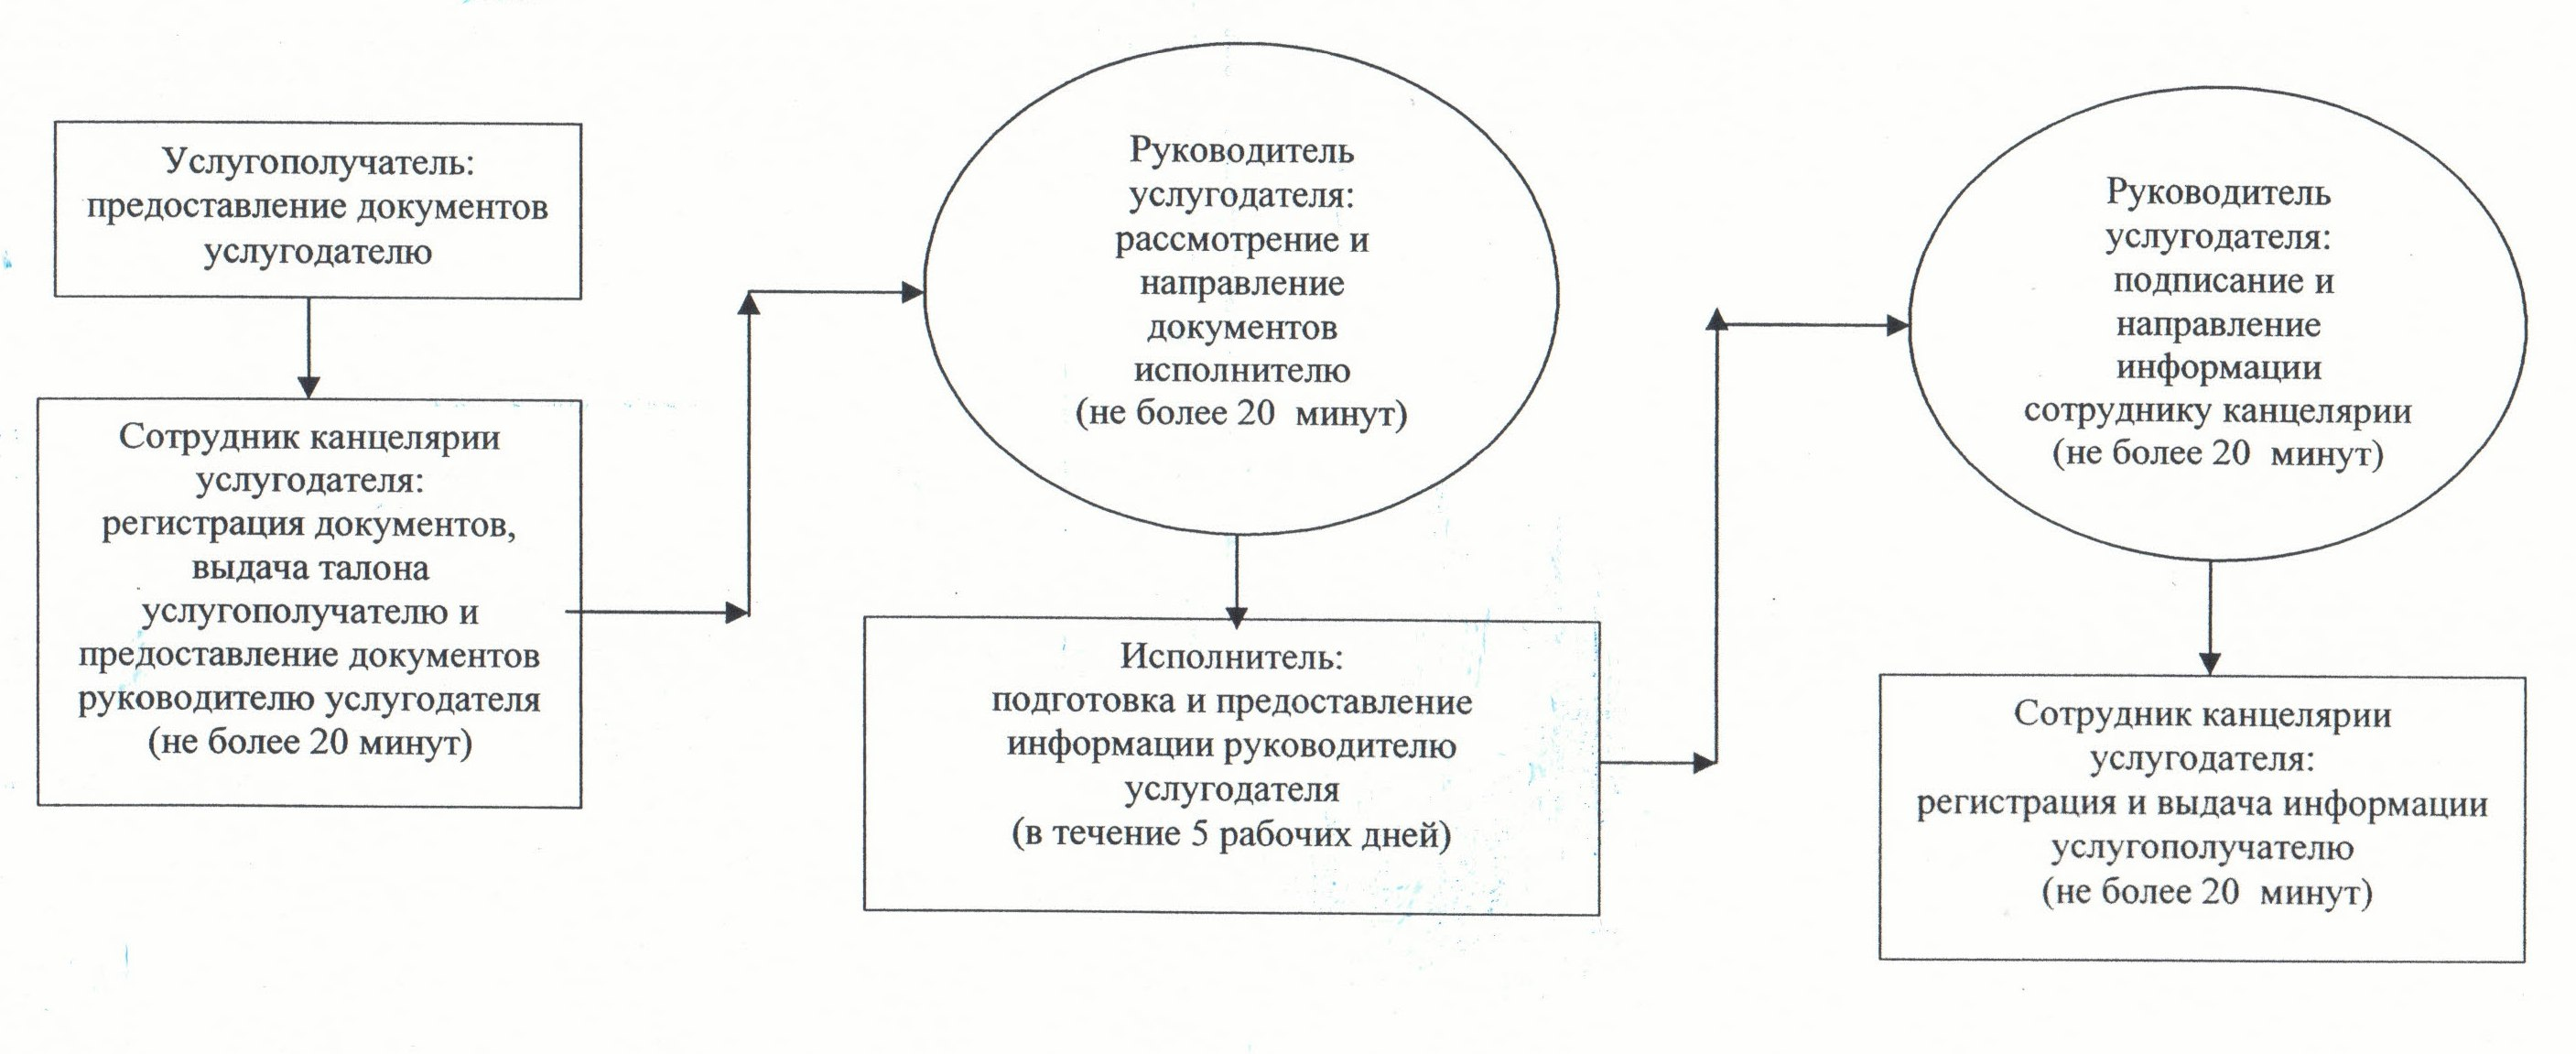 Услугополучатель:
предоставление документов
услугодателю
Сотрудник канцелярии
услугодателя:
регистрация документов,
выдача талона
услугополучателю и
предоставление документов
руководителю услугодателя
(не более 20 минут)
Руководитель
услугодателя:
рассмотрение и
направление
документов
исполнителю
(не более 20 минут)
Исполнитель:
подготовка и предоставление
информации руководителю
услугодателя
(в течение 5 рабочих дней)
Руководитель
услугодателя:
подписание и
направление
информации
сотруднику канцелярии
(не более 20 минут)
Сотрудник канцелярии
услугодателя:
регистрация и выдача информации
услугополучателю
(не более 20 минут)